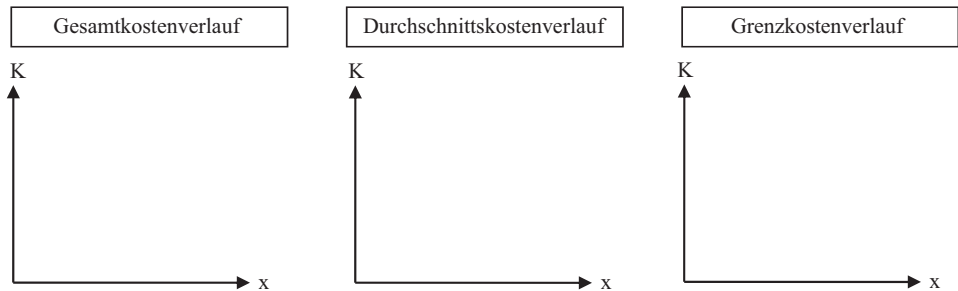 Gesamtkostenverlauf
Durchschnittskostenverlauf
Grenzkostenverlauf
K
K
K
x
x
x